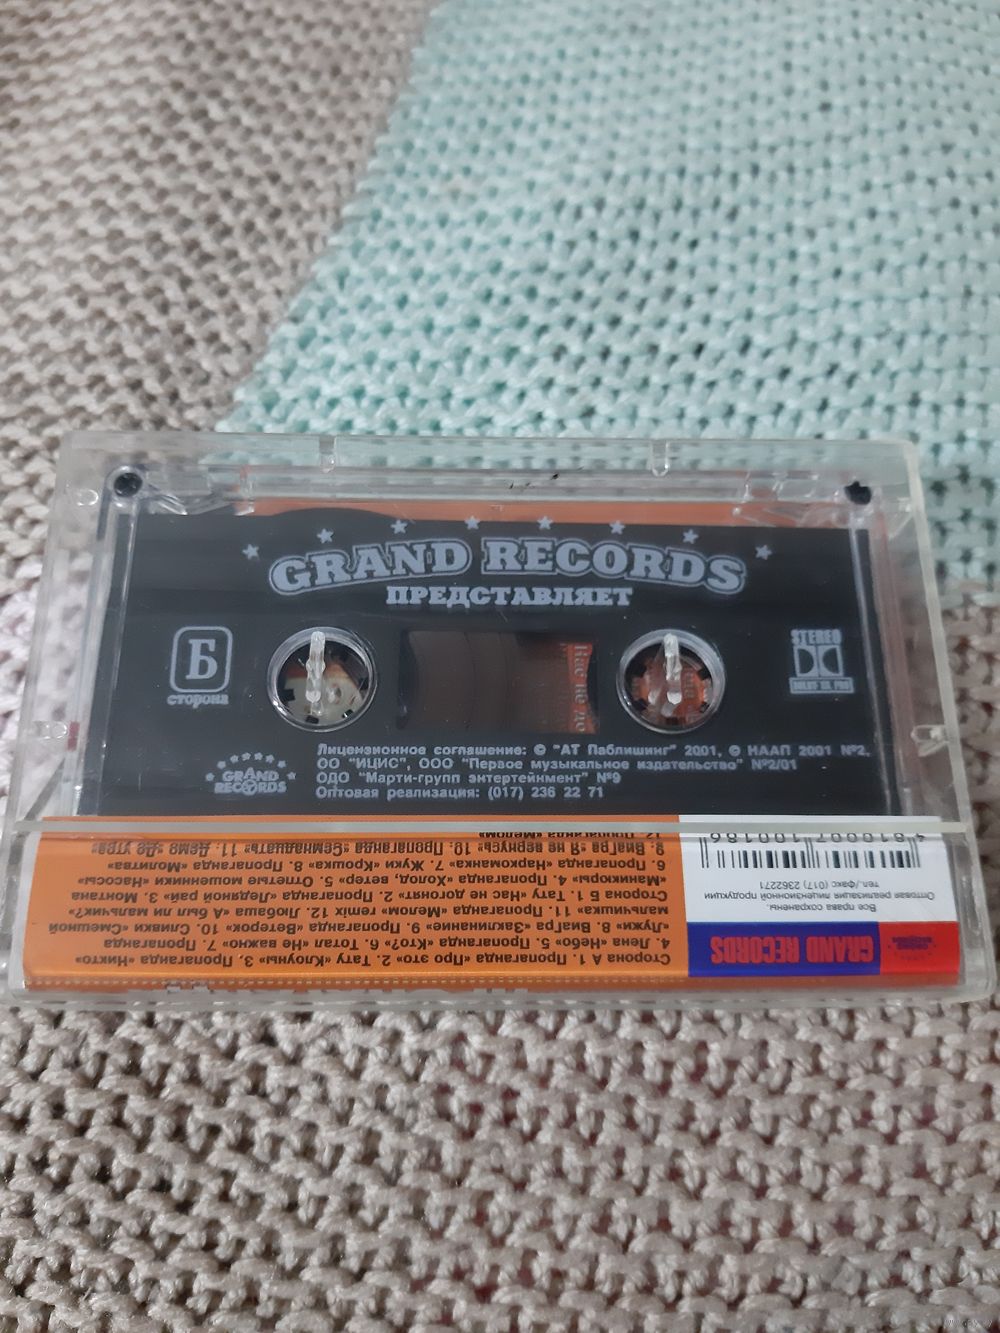 GRAND RECORDS
ПРЕДСТАВЛЯЕТ
Б
сторона
STEREO
Вас не до
GRAND
RECORDS
Лицензионное соглашение: © "АТ Паблишинг" 2001, © НААП 2001 №2,
ОО "ИЦИС", ООО "Первое музыкальное издательство" №2/01
ОДО "Марти-групп энтертейнмент" №9
Оптовая реализация: (017) 236 22 71
Сторона А 1. Пропаганда «Про это» 2. Тату «Клоуны» 3. Пропаганда «Никто»
4. Лена «Небо» 5. Пропаганда «Кто?» 6. Тотал «Не важно» 7. Пропаганда
«Лужи» 8. ВиаГра «Заклинание» 9. Пропаганда «Ветерок» 10. Сливки «Смешной
мальчишка» 11. Пропаганда «Мелом» remix 12. Любаша «А был ли мальчик?»
Сторона Б 1. Тату «Нас не догонят» 2. Пропаганда «Ледяной рай» 3. Монтана
«Маникюры» 4. Пропаганда «Холод, ветер» 5. Отпетые мошенники «Насосы»
6. Пропаганда «Наркоманка» 7. Жуки «Крошка» 8. Пропаганда «Молитва»
9. ВиаГра «Я не вернусь» 10. Пропаганда «Семнадцать» 11. Демо «До утра»
12. Пропаганда «Мелом»
GRAND RECORDS
Все права сохранены.
Оптовая реализация лицензионной продукции
тел./факс (017) 2362271
4810007100186